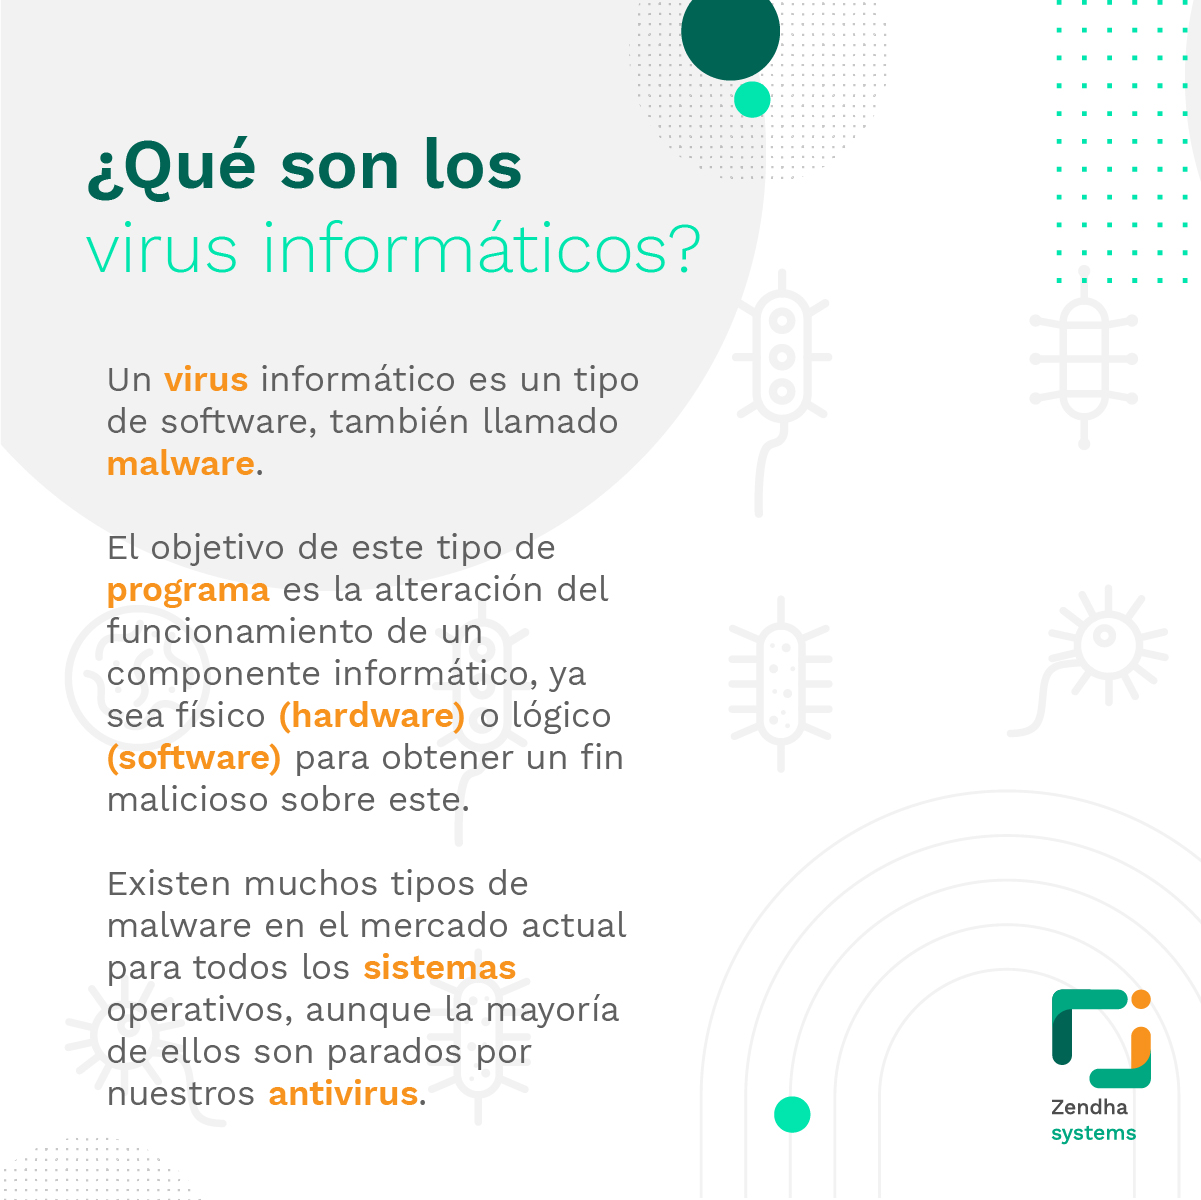 ¿Qué son los
virus informáticos?
Un virus informático es un tipo
de software, también llamado
malware.
El objetivo de este tipo de
programa es la alteración del
funcionamiento de un
componente informático, ya
sea físico (hardware) o lógico
(software) para obtener un fin
malicioso sobre este.
Existen muchos tipos de
malware en el mercado actual
para todos los sistemas
operativos, aunque la mayoría
de ellos son parados por
nuestros antivirus.
Zendha
systems